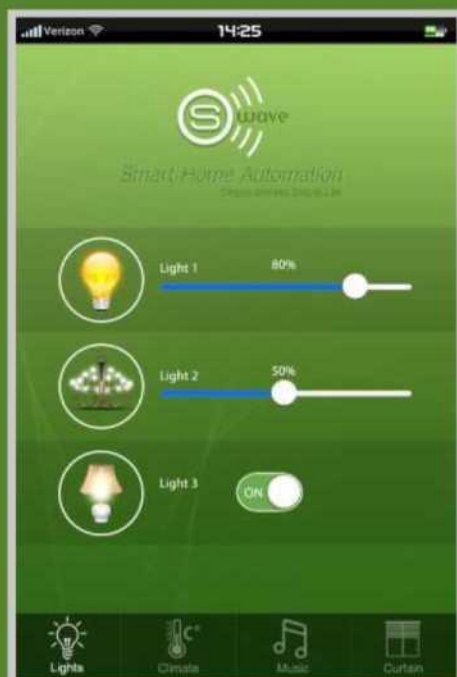 Verizon 14:25
S wave
Smart Home Automation
Light 1 80%
Light 2 50%
Light 3 ON
C°
Lights Climate Music Curtain